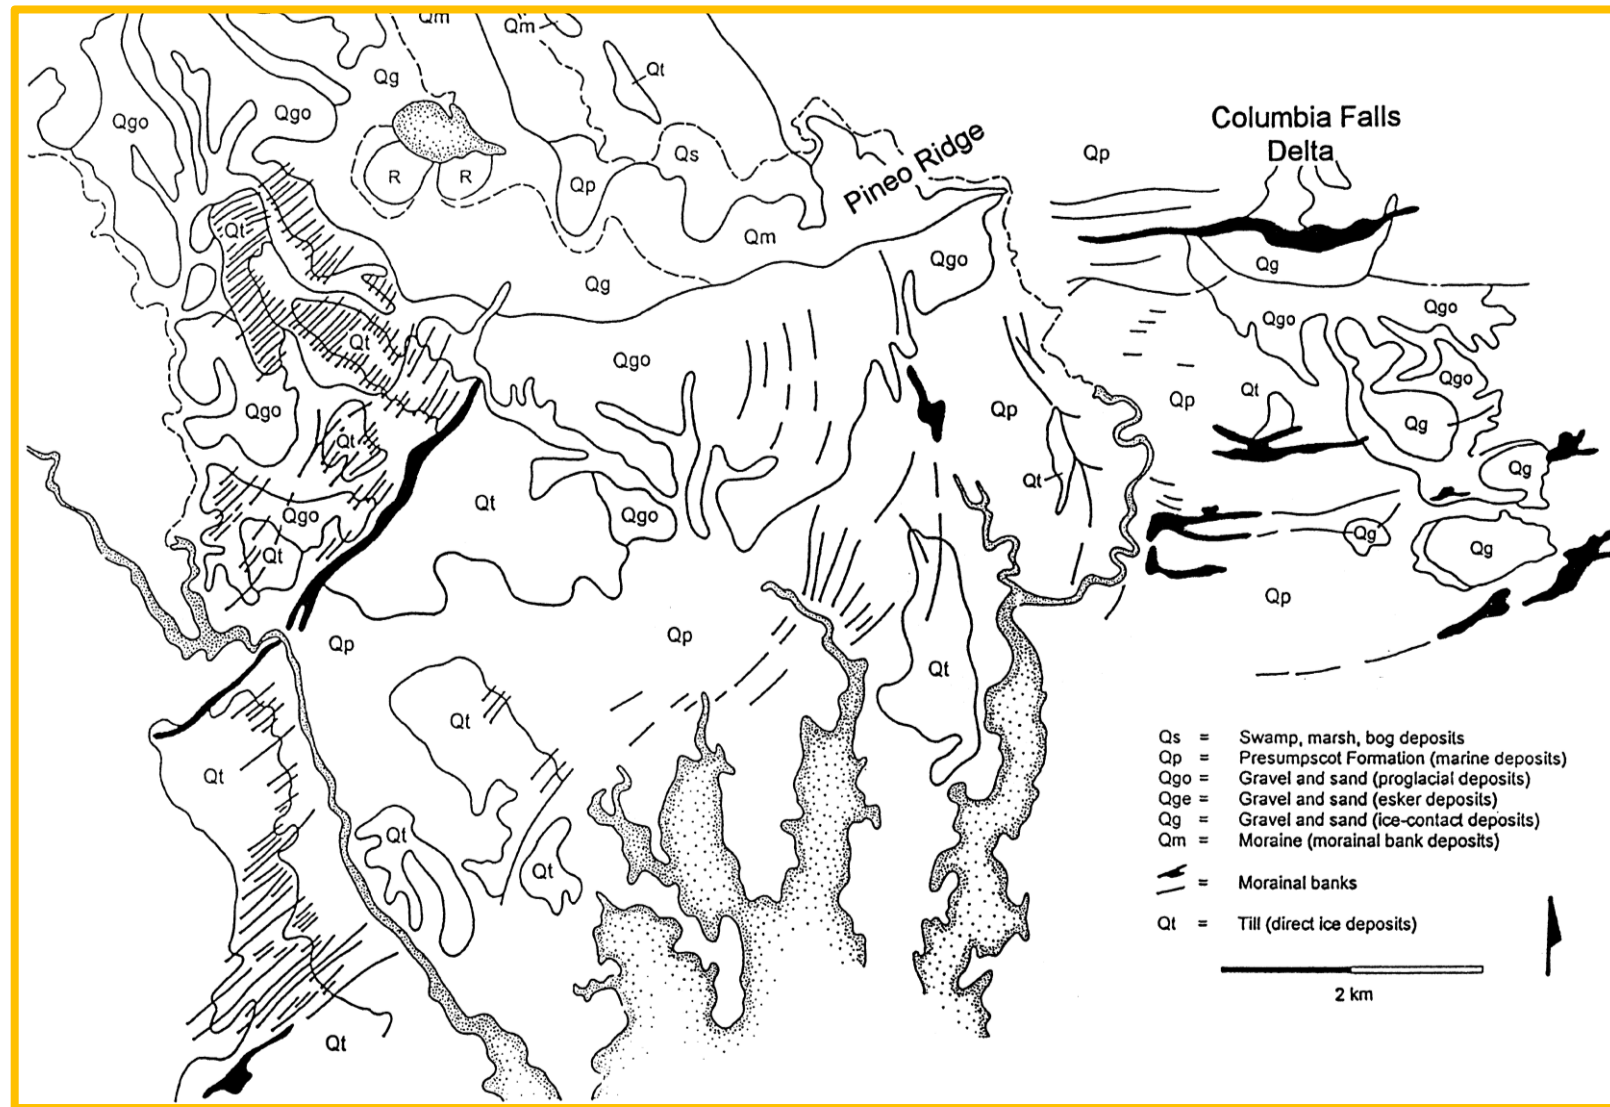 Qm
Qm
Qt
Qg
Qgo
Qgo
Columbia Falls
Delta
Qp
Qs
Qp
R
R
Pineo Ridge
Qt
Qm
Qgo
Qg
Qg
Qgo
Qgo
Qt
Qgo
Qgo
Qp
Qt
Qp
Qgo
Qt
Qg
Qg
Qt
Qt
Qgo
Qgo
Qt
Qg
Qg
Qp
Qp
Qp
Qt
Qt
Qt
Qt
Qt
Qt
Qs = Swamp, marsh, bog deposits
Qp = Presumpscot Formation (marine deposits)
Qgo = Gravel and sand (proglacial deposits)
Qge = Gravel and sand (esker deposits)
Qg = Gravel and sand (ice-contact deposits)
Qm = Moraine (morainal bank deposits)
= Morainal banks
Qt = Till (direct ice deposits)
2 km